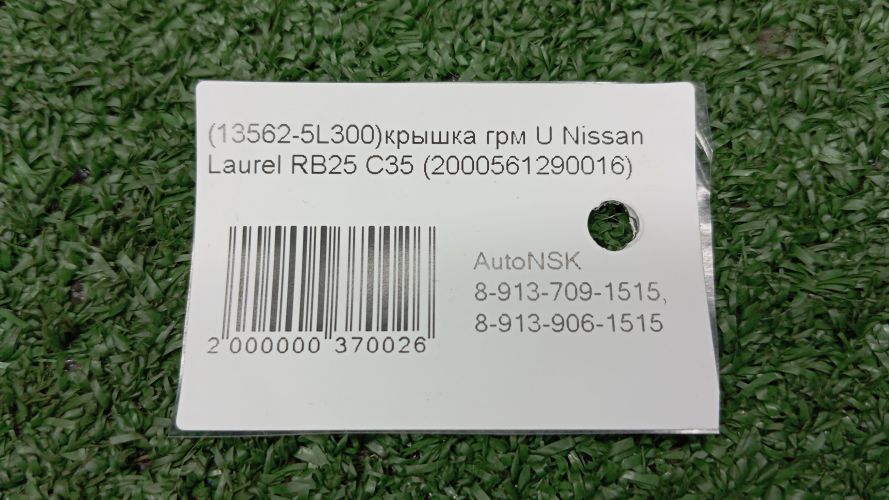 (13562-5L300)крышка грм U Nissan
Laurel RB25 C35 (2000561290016)
AutoNSK
8-913-709-1515,
8-913-906-1515
2 000000 370026